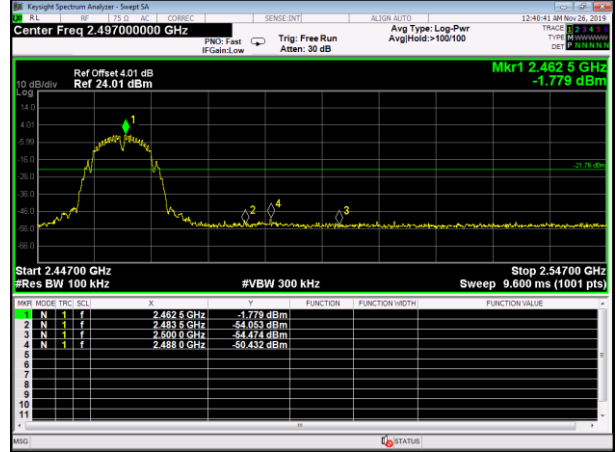 Keysight Spectrum Analyzer - Swept SA
RL RF 75 Ω AC CORREC SENSE:INT ALIGN AUTO 12:40:41 AM Nov 26, 2019
Center Freq 2.497000000 GHz
PNO: Fast
IFGain:Low
Trig: Free Run
Atten: 30 dB
Avg Type: Log-Pwr
Avg|Hold:>100/100
TRACE 1 2 3 4 5 6
TYPE MWWWWW
DET P NNNNN
Mkr1 2.462 5 GHz
-1.779 dBm
Ref Offset 4.01 dB
10 dB/div Ref 24.01 dBm
Log
14.0
4.01
-5.99
-16.0
-26.0
-36.0
-46.0
-56.0
-66.0
-21.76 dBm
1
2
4
3
Start 2.44700 GHz Stop 2.54700 GHz
#Res BW 100 kHz #VBW 300 kHz Sweep 9.600 ms (1001 pts)
MKR MODE TRC SCL X Y FUNCTION FUNCTION WIDTH FUNCTION VALUE
1 N 1 f 2.462 5 GHz -1.779 dBm
2 N 1 f 2.483 5 GHz -54.053 dBm
3 N 1 f 2.500 0 GHz -54.474 dBm
4 N 1 f 2.488 0 GHz -50.432 dBm
5
6
7
8
9
10
11
MSG STATUS